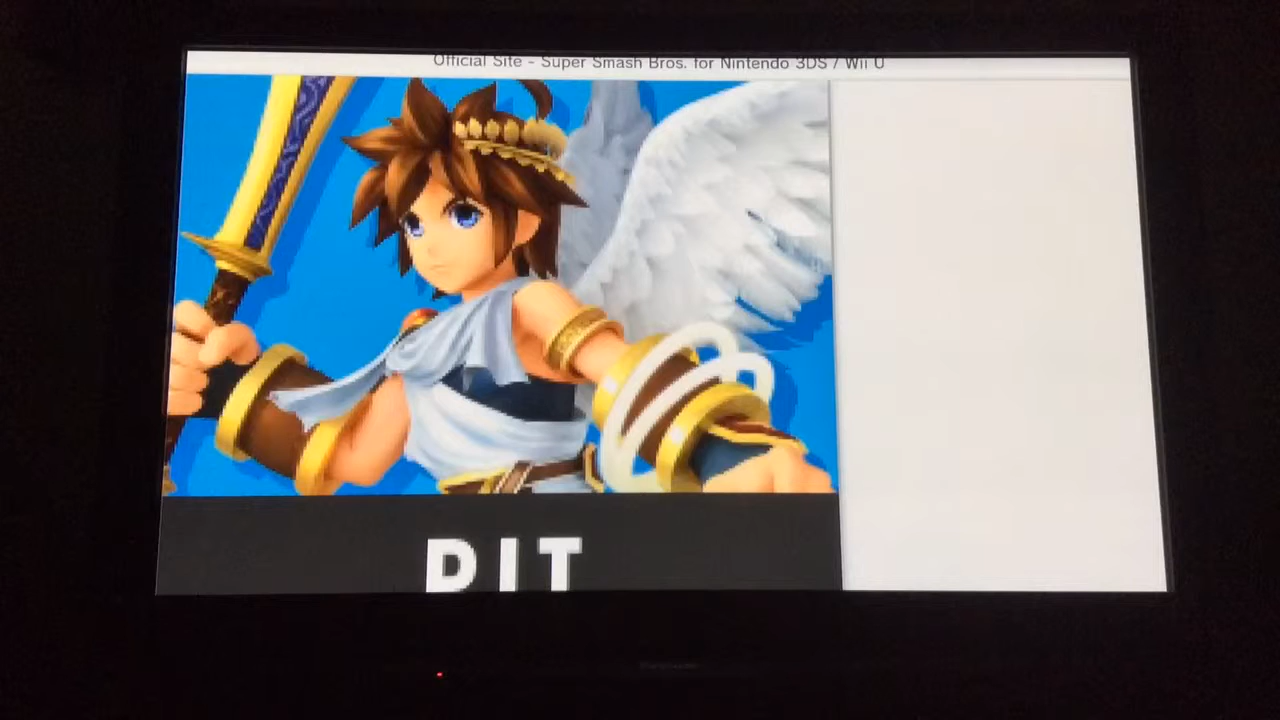 Official Site - Super Smash Bros. for Nintendo 3DS / Wii U
PIT